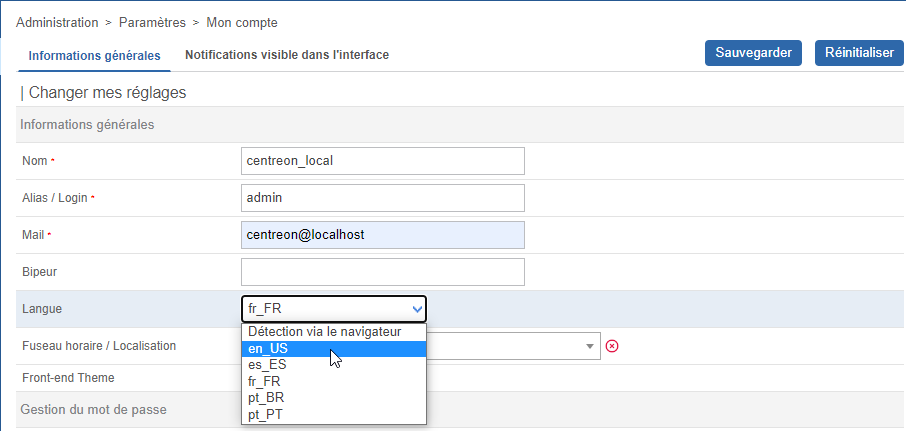 Administration > Paramètres > Mon compte
Informations générales Notifications visible dans l'interface Sauvegarder Réinitialiser
| Changer mes réglages
Informations générales
Nom * centreon_local
Alias / Login * admin
Mail * centreon@localhost
Bipeur
Langue fr_FR
Détection via le navigateur
Fuseau horaire / Localisation en_US
es_ES
Front-end Theme fr_FR
pt_BR
Gestion du mot de passe pt_PT